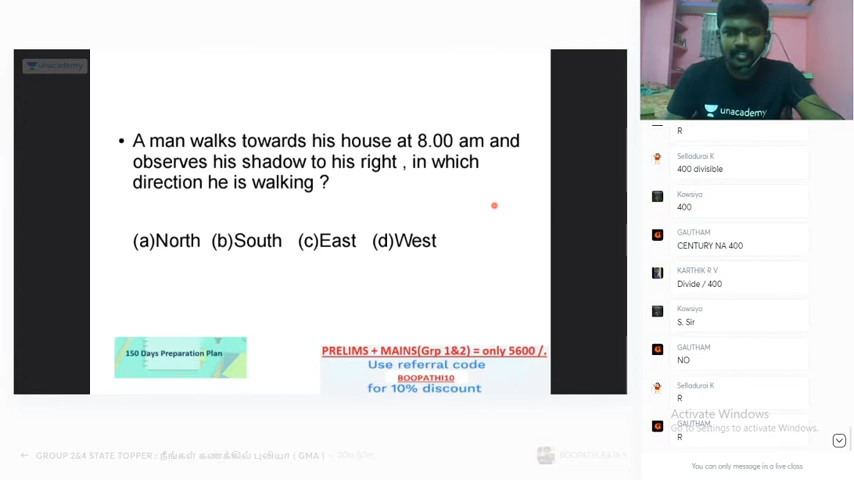 unacademy
• A man walks towards his house at 8.00 am and
observes his shadow to his right , in which
direction he is walking ?
(a)North (b)South (c)East (d)West
150 Days Preparation Plan
PRELIMS + MAINS(Grp 1&2) = only 5600 /.
Use referral code
BOOPATHI10
for 10% discount
GROUP 2&4 STATE TOPPER : நீங்கள் கணக்கில் புலியா ( GMA )
BOOPATHI RAJA S
unacademy
R
Selladurai K
400 divisible
Kowsiya
400
GAUTHAM
CENTURY NA 400
KARTHIK R V
Divide / 400
Kowsiya
S. Sir
GAUTHAM
NO
Selladurai K
R
GAUTHAM
R
Activate Windows
Go to Settings to activate Windows.
You can only message in a live class